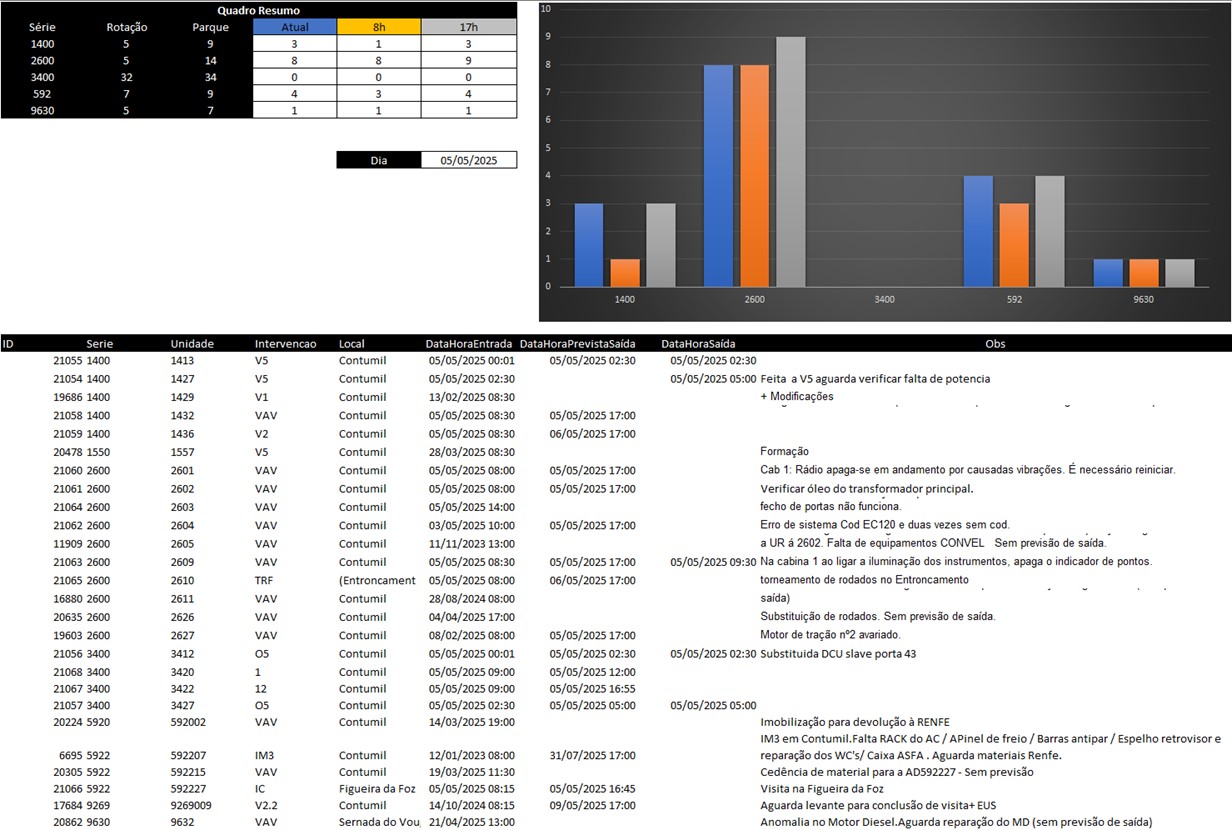 Quadro Resumo
Série Rotação Parque Atual 8h 17h
1400 5 9 3 1 3
2600 5 14 8 8 9
3400 32 34 0 0 0
592 7 9 4 3 4
9630 5 7 1 1 1
Dia 05/05/2025
10
9
8
7
6
5
4
3
2
1
0
1400 2600 3400 592 9630
ID Serie Unidade Intervencao Local DataHoraEntrada DataHoraPrevistaSaída DataHoraSaída Obs
21055 1400 1413 V5 Contumil 05/05/2025 00:01 05/05/2025 02:30 05/05/2025 02:30
21054 1400 1427 V5 Contumil 05/05/2025 02:30 05/05/2025 05:00 Feita a V5 aguarda verificar falta de potencia
19686 1400 1429 V1 Contumil 13/02/2025 08:30 + Modificações
21058 1400 1432 VAV Contumil 05/05/2025 08:30 05/05/2025 17:00
21059 1400 1436 V2 Contumil 05/05/2025 08:30 06/05/2025 17:00
20478 1550 1557 V5 Contumil 28/03/2025 08:30 Formação
21060 2600 2601 VAV Contumil 05/05/2025 08:00 05/05/2025 17:00 Cab 1: Rádio apaga-se em andamento por causadas vibrações. É necessário reiniciar.
21061 2600 2602 VAV Contumil 05/05/2025 08:00 05/05/2025 17:00 Verificar óleo do transformador principal.
21064 2600 2603 VAV Contumil 05/05/2025 14:00 fecho de portas não funciona.
21062 2600 2604 VAV Contumil 03/05/2025 10:00 05/05/2025 17:00 Erro de sistema Cod EC120 e duas vezes sem cod.
11909 2600 2605 VAV Contumil 11/11/2023 13:00 a UR á 2602. Falta de equipamentos CONVEL Sem previsão de saída.
21063 2600 2609 VAV Contumil 05/05/2025 08:30 05/05/2025 17:00 05/05/2025 09:30 Na cabina 1 ao ligar a iluminação dos instrumentos, apaga o indicador de pontos.
21065 2600 2610 TRF (Entroncament 05/05/2025 08:00 06/05/2025 17:00 torneamento de rodados no Entroncamento
16880 2600 2611 VAV Contumil 28/08/2024 08:00 saída)
20635 2600 2626 VAV Contumil 04/04/2025 17:00 Substituição de rodados. Sem previsão de saída.
19603 2600 2627 VAV Contumil 08/02/2025 08:00 05/05/2025 17:00 Motor de tração nº2 avariado.
21056 3400 3412 O5 Contumil 05/05/2025 00:01 05/05/2025 02:30 05/05/2025 02:30 Substituida DCU slave porta 43
21068 3400 3420 1 Contumil 05/05/2025 09:00 05/05/2025 12:00
21067 3400 3422 12 Contumil 05/05/2025 09:00 05/05/2025 16:55
21057 3400 3427 O5 Contumil 05/05/2025 02:30 05/05/2025 05:00 05/05/2025 05:00
20224 5920 592002 VAV Contumil 14/03/2025 19:00 Imobilização para devolução à RENFE
IM3 em Contumil.Falta RACK do AC / APinel de freio / Barras antipar / Espelho retrovisor e
6695 5922 592207 IM3 Contumil 12/01/2023 08:00 31/07/2025 17:00 reparação dos WC's/ Caixa ASFA . Aguarda materiais Renfe.
20305 5922 592215 VAV Contumil 19/03/2025 11:30 Cedência de material para a AD592227 - Sem previsão
21066 5922 592227 IC Figueira da Foz 05/05/2025 08:15 05/05/2025 16:45 Visita na Figueira da Foz
17684 9269 9269009 V2.2 Contumil 14/10/2024 08:15 09/05/2025 17:00 Aguarda levante para conclusão de visita+ EUS
20862 9630 9632 VAV Sernada do Vou 21/04/2025 13:00 Anomalia no Motor Diesel.Aguarda reparação do MD (sem previsão de saída)